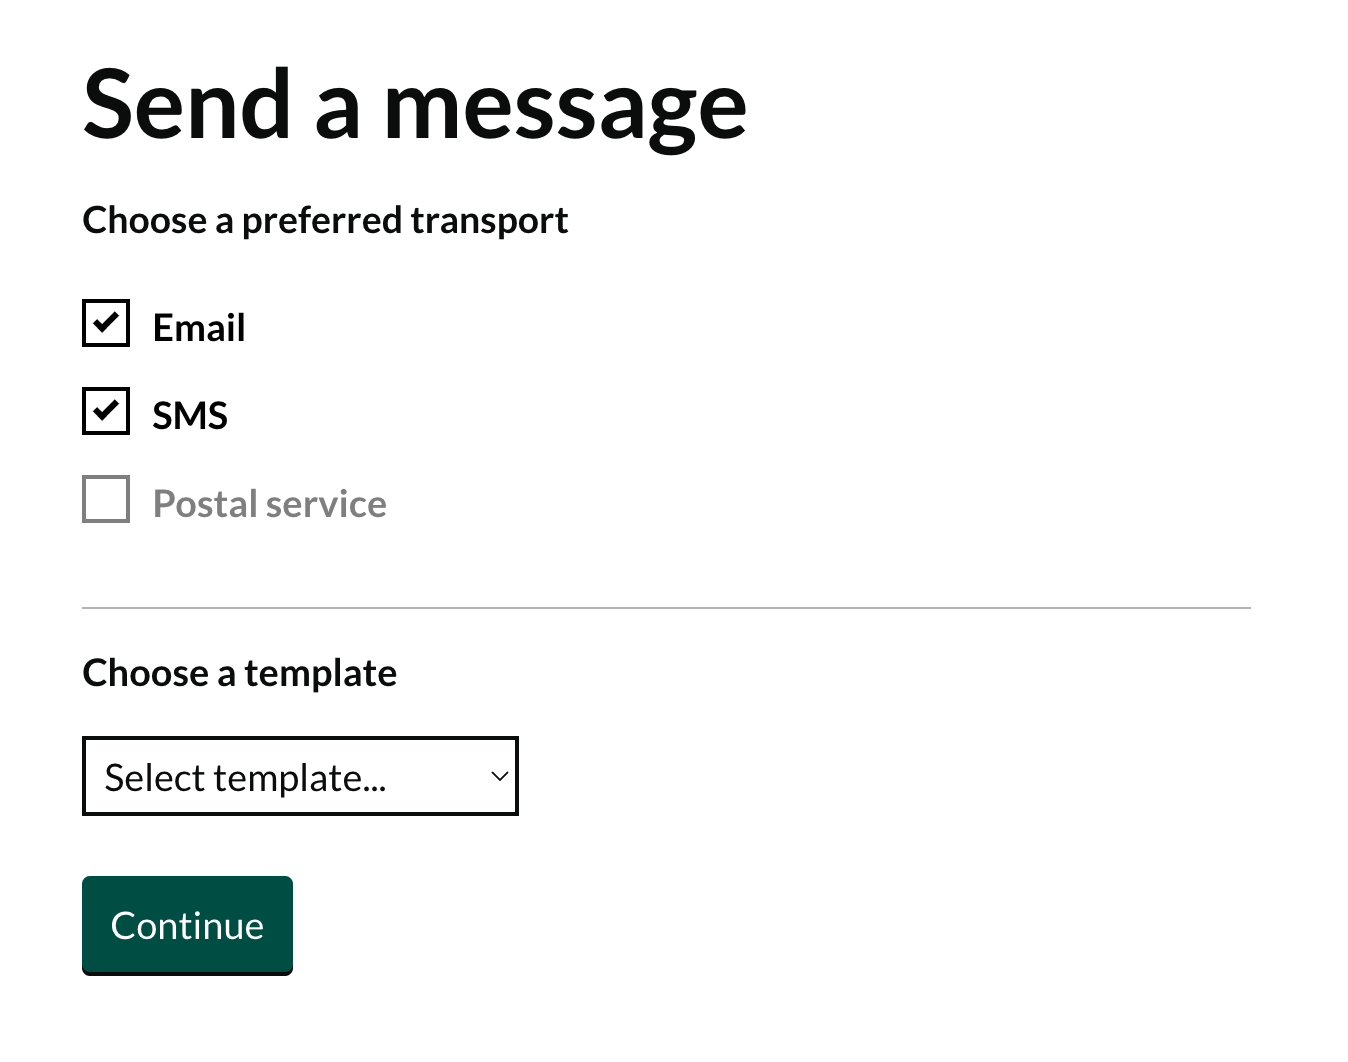 Send a message
Choose a preferred transport
Email
SMS
Postal service
Choose a template
Select template...
Continue